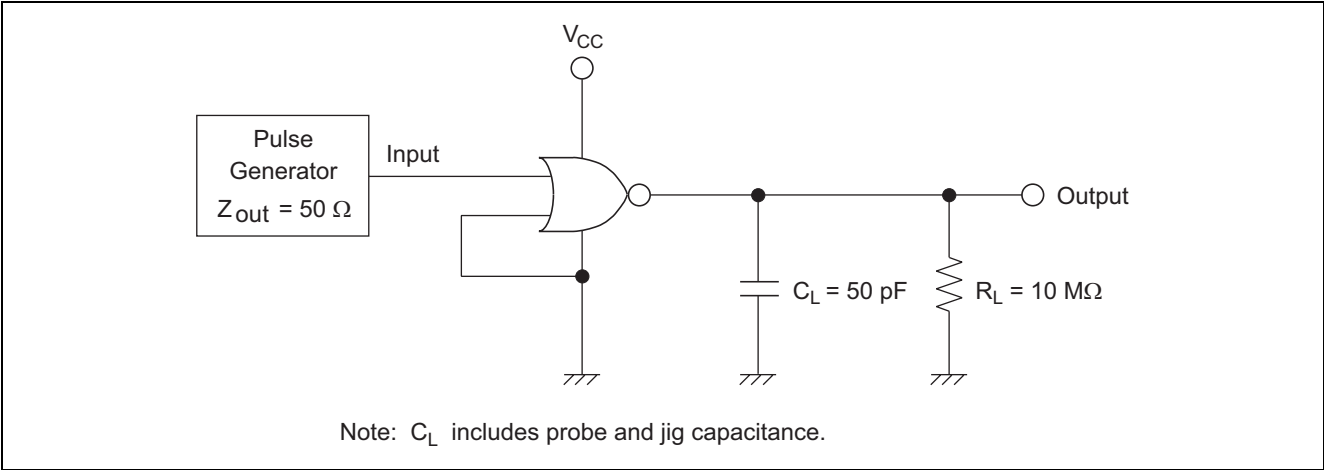 VCC
Pulse
Generator
Zout = 50 Ω
Input
Output
CL = 50 pF
RL = 10 MΩ
Note: CL includes probe and jig capacitance.